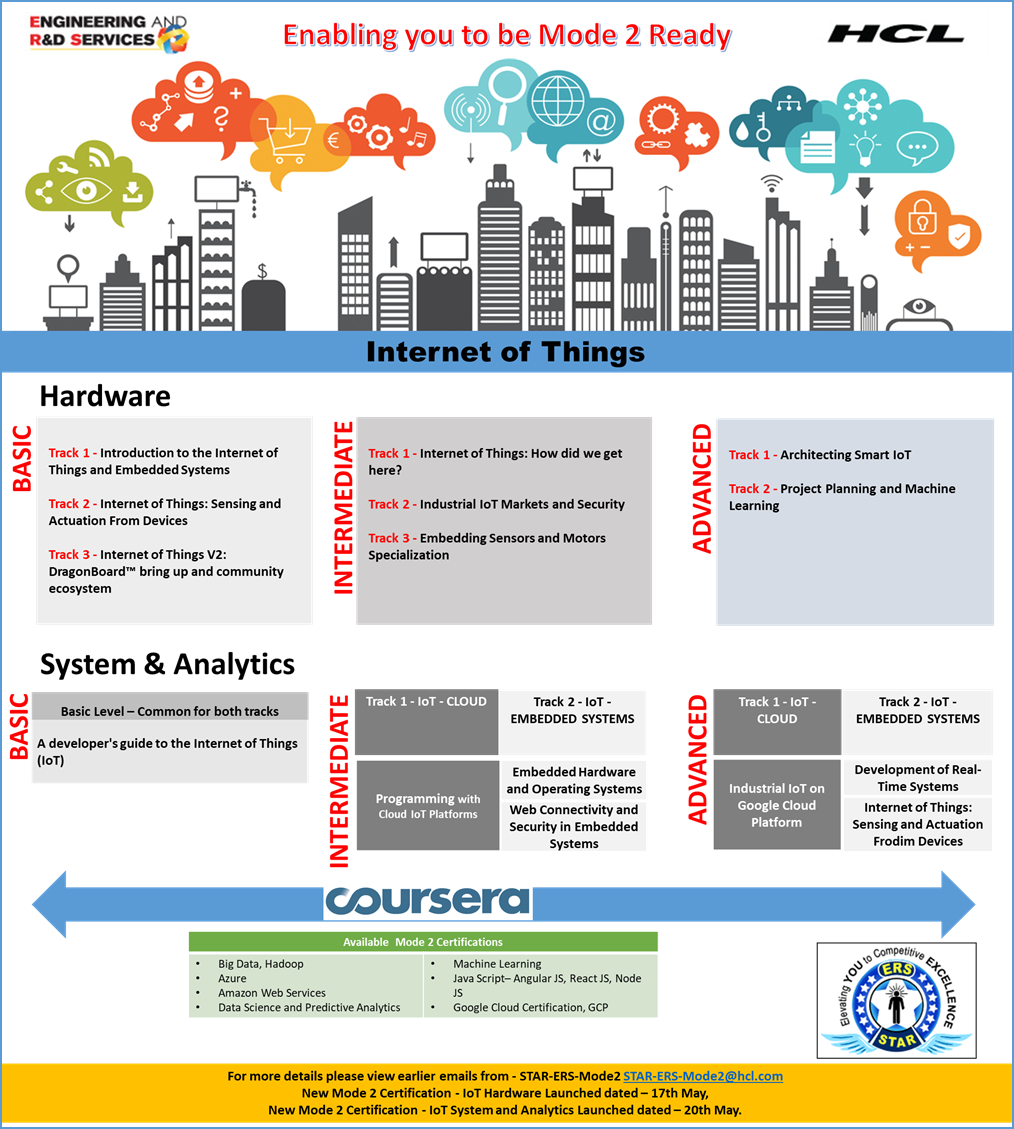 ENGINEERING AND
R&D SERVICES
Enabling you to be Mode 2 Ready
HCL
Internet of Things
Hardware
BASIC
Track 1 - Introduction to the Internet of
Things and Embedded Systems
Track 2 - Internet of Things: Sensing and
Actuation From Devices
Track 3 - Internet of Things V2:
DragonBoard™ bring up and community
ecosystem
INTERMEDIATE
Track 1 - Internet of Things: How did we get
here?
Track 2 - Industrial IoT Markets and Security
Track 3 - Embedding Sensors and Motors
Specialization
ADVANCED
Track 1 - Architecting Smart IoT
Track 2 - Project Planning and Machine
Learning
System & Analytics
BASIC
Basic Level – Common for both tracks
A developer's guide to the Internet of Things
(IoT)
INTERMEDIATE
Track 1 - IoT - CLOUD
Track 2 - IoT -
EMBEDDED SYSTEMS
Programming with
Cloud IoT Platforms
Embedded Hardware
and Operating Systems
Web Connectivity and
Security in Embedded
Systems
ADVANCED
Track 1 - IoT -
CLOUD
Track 2 - IoT -
EMBEDDED SYSTEMS
Industrial IoT on
Google Cloud
Platform
Development of Real-
Time Systems
Internet of Things:
Sensing and Actuation
Frodim Devices
coursera
Available Mode 2 Certifications
• Big Data, Hadoop
• Azure
• Amazon Web Services
• Data Science and Predictive Analytics
• Machine Learning
• Java Script– Angular JS, React JS, Node
JS
• Google Cloud Certification, GCP
Elevating YOU to Competitive EXCELLENCE
ERS
STAR
For more details please view earlier emails from - STAR-ERS-Mode2 STAR-ERS-Mode2@hcl.com
New Mode 2 Certification - IoT Hardware Launched dated – 17th May,
New Mode 2 Certification - IoT System and Analytics Launched dated – 20th May.